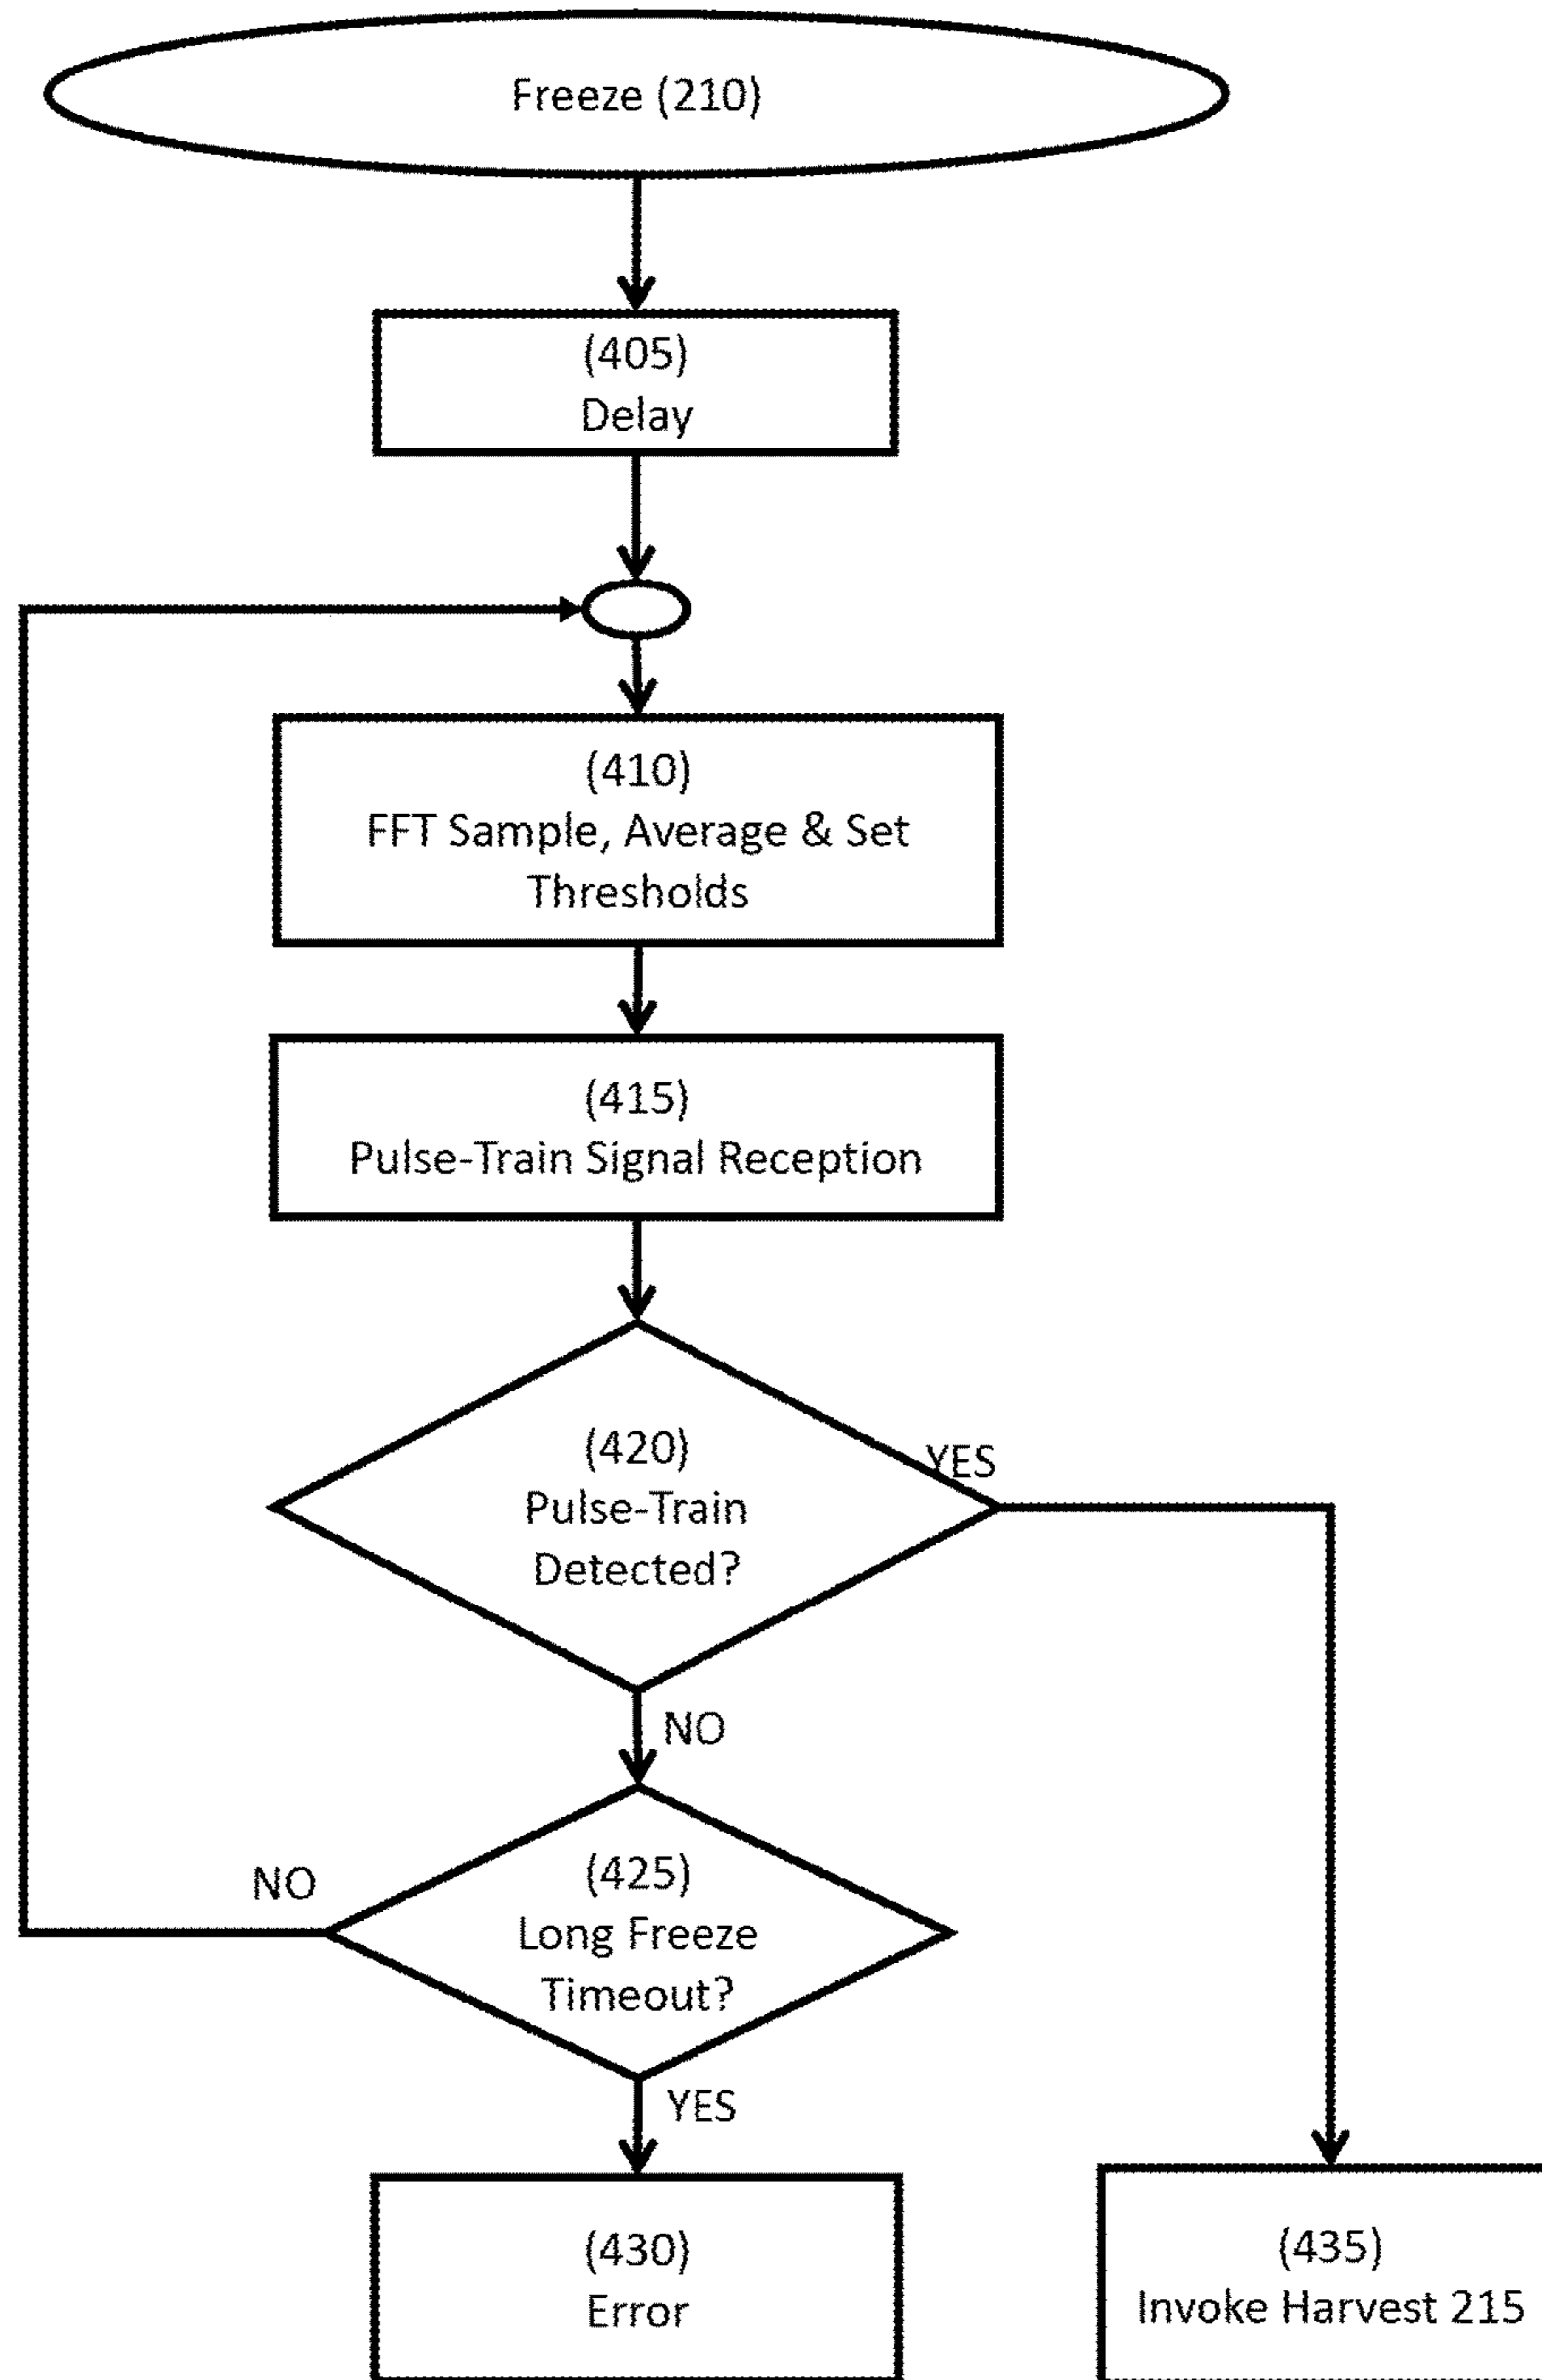 Freeze (210)
(405)
Delay
(410)
FFT Sample, Average & Set
Thresholds
(415)
Pulse-Train Signal Reception
(420)
Pulse-Train
Detected?
YES
NO
(425)
Long Freeze
Timeout?
NO
YES
(430)
Error
(435)
Invoke Harvest 215